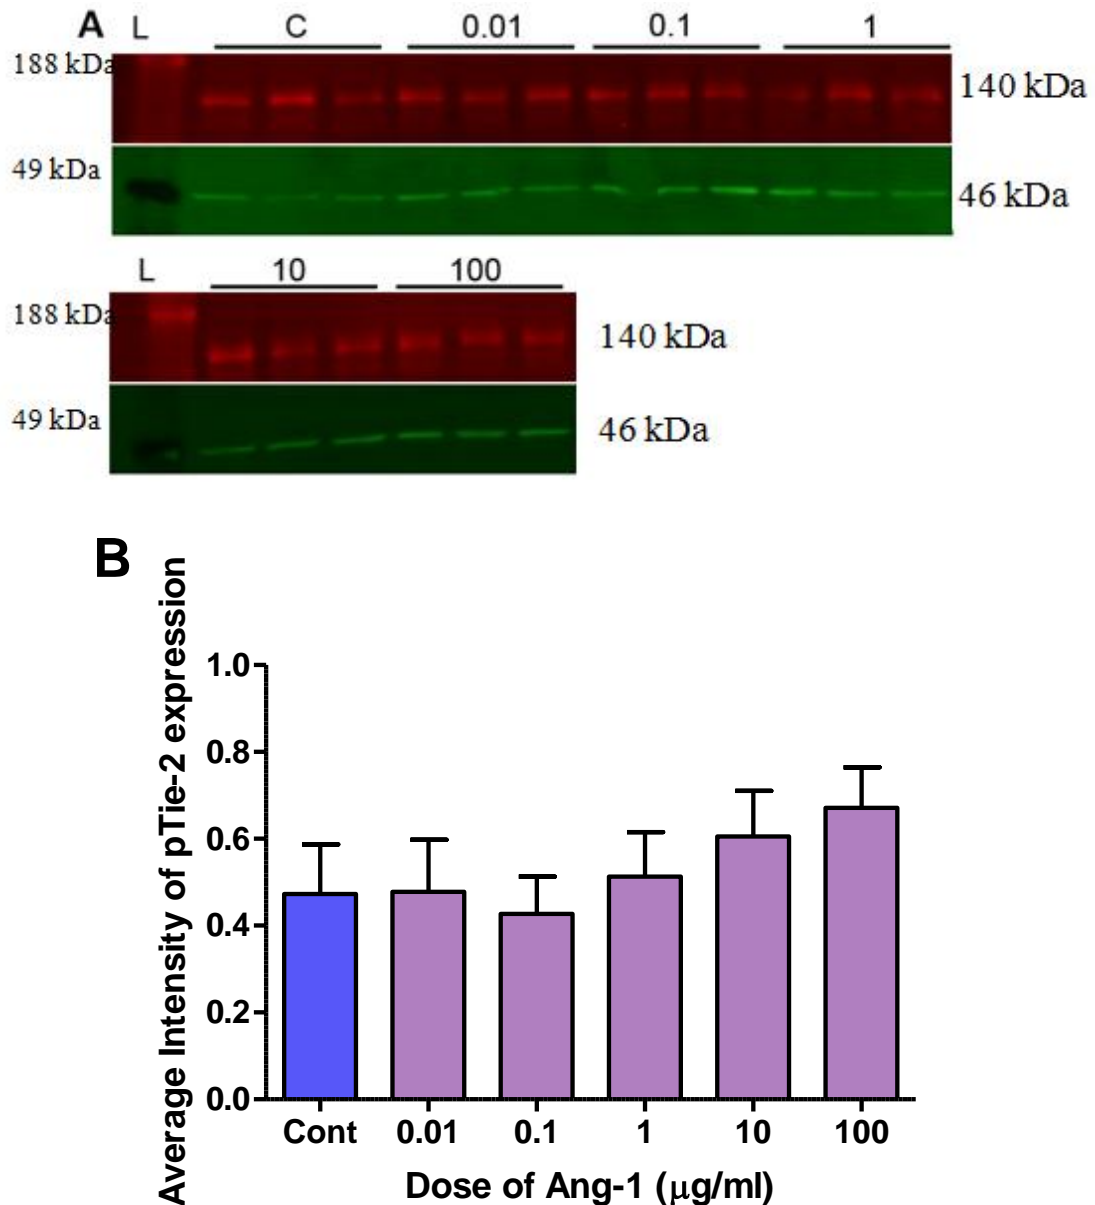 A L C 0.01 0.1 1
188 kDa 140 kDa
49 kDa 46 kDa
L 10 100
188 kDa 140 kDa
49 kDa 46 kDa
B
Average Intensity of pTie-2 expression
1.0
0.8
0.6
0.4
0.2
0.0
Cont 0.01 0.1 1 10 100
Dose of Ang-1 (μg/ml)